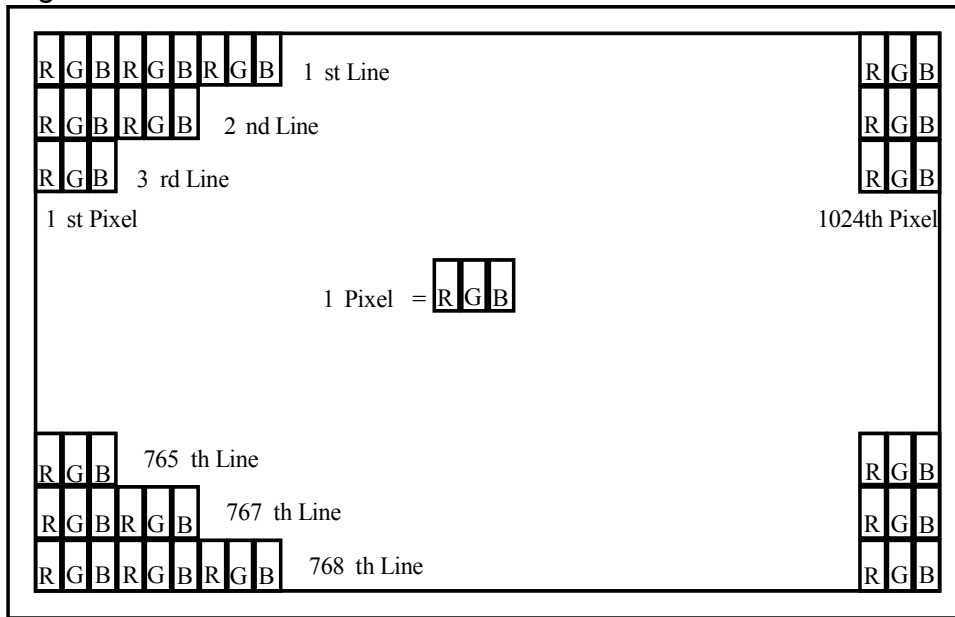 R G B R G B R G B 1 st Line R G B
R G B R G B 2 nd Line R G B
R G B 3 rd Line R G B
1 st Pixel 1024th Pixel
1 Pixel = R G B
R G B 765 th Line R G B
R G B R G B 767 th Line R G B
R G B R G B R G B 768 th Line R G B